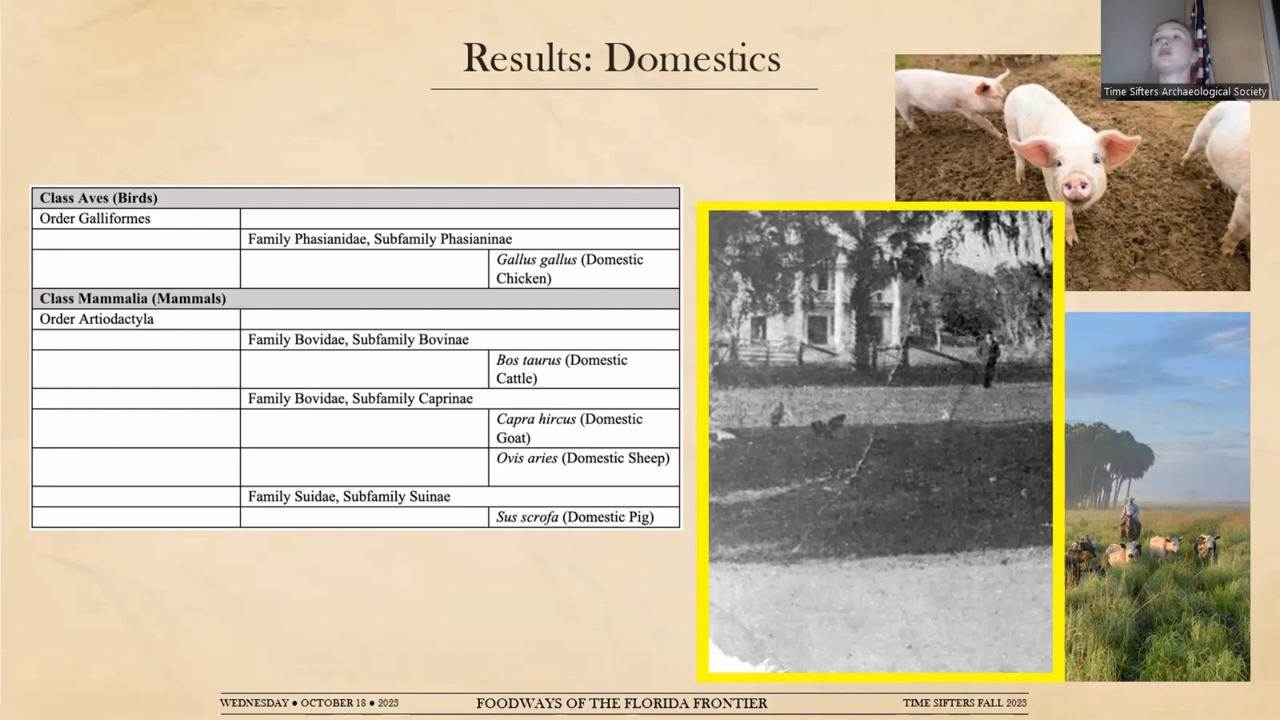 Results: Domestics
Time Sifters Archaeological Society
Class Aves (Birds)
Order Galliformes
Family Phasianidae, Subfamily Phasianinae
Gallus gallus (Domestic
Chicken)
Class Mammalia (Mammals)
Order Artiodactyla
Family Bovidae, Subfamily Bovinae
Bos taurus (Domestic
Cattle)
Family Bovidae, Subfamily Caprinae
Capra hircus (Domestic
Goat)
Ovis aries (Domestic Sheep)
Family Suidae, Subfamily Suinae
Sus scrofa (Domestic Pig)
WEDNESDAY ● OCTOBER 18 ● 2023
FOODWAYS OF THE FLORIDA FRONTIER
TIME SIFTERS FALL 2023